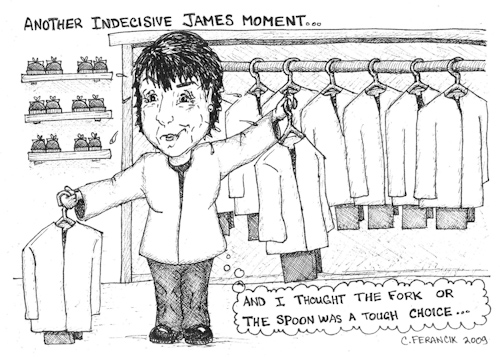 ANOTHER INDECISIVE JAMES MOMENT...
AND I THOUGHT THE FORK OR
THE SPOON WAS A TOUGH CHOICE...
C. FERANCIK 2009